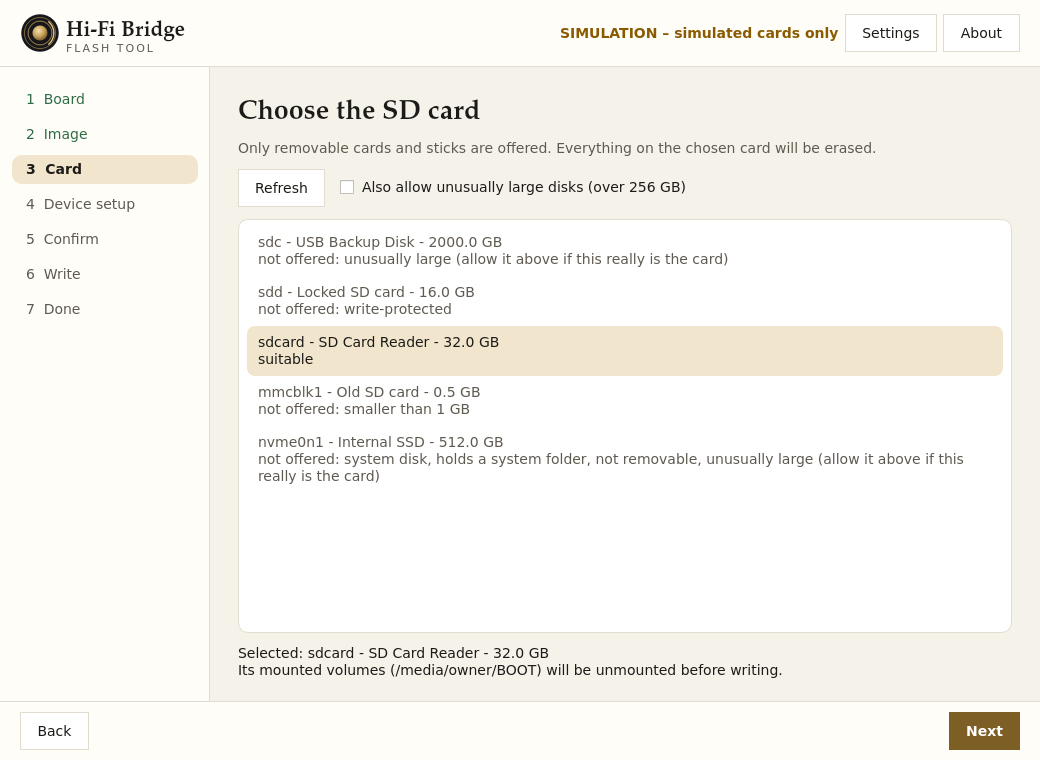 Hi-Fi Bridge
FLASH TOOL
SIMULATION – simulated cards only
Settings
About
1 Board
2 Image
3 Card
4 Device setup
5 Confirm
6 Write
7 Done
Choose the SD card
Only removable cards and sticks are offered. Everything on the chosen card will be erased.
Refresh
Also allow unusually large disks (over 256 GB)
sdc - USB Backup Disk - 2000.0 GB
not offered: unusually large (allow it above if this really is the card)
sdd - Locked SD card - 16.0 GB
not offered: write-protected
sdcard - SD Card Reader - 32.0 GB
suitable
mmcblk1 - Old SD card - 0.5 GB
not offered: smaller than 1 GB
nvme0n1 - Internal SSD - 512.0 GB
not offered: system disk, holds a system folder, not removable, unusually large (allow it above if this
really is the card)
Selected: sdcard - SD Card Reader - 32.0 GB
Its mounted volumes (/media/owner/BOOT) will be unmounted before writing.
Back
Next